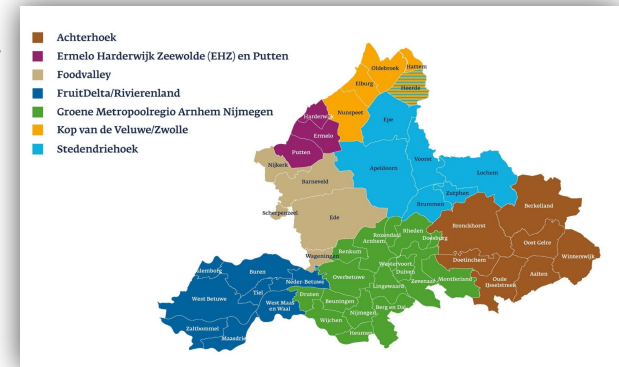 Achterhoek
Ermelo Harderwijk Zeewolde (EHZ) en Putten
Foodvalley
FruitDelta/Rivierenland
Groene Metropoolregio Arnhem Nijmegen
Kop van de Veluwe/Zwolle
Stedendriehoek
Oldebroek
Hattem
Elburg
Heerde
Nunspeet
Harderwijk
Epe
Ermelo
Putten
Nijkerk
Apeldoorn
Voorst
Lochem
Barneveld
Zutphen
Brummen
Berkelland
Scherpenzeel
Ede
Bronckhorst
Rheden
Rozendaal
Arnhem
Doesburg
Oost Gelre
Renkum
Winterswijk
Wageningen
Doetinchem
Westervoort
Duiven
Aalten
Buren
Overbetuwe
Zevenaar
Montferland
Oude
IJsselstreek
Neder-Betuwe
Lingewaard
Tiel
West Betuwe
Druten
Beuningen
West Maas
en Waal
Berg en Dal
Nijmegen
Wijchen
Zaltbommel
Heumen
Maasdriel